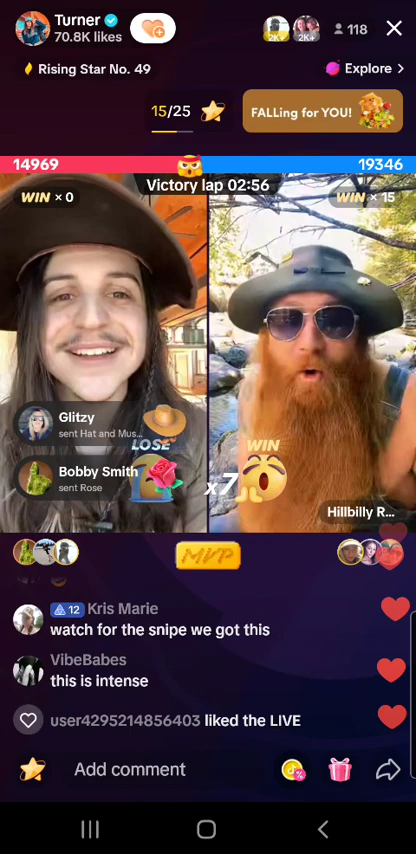 Turner
70.8K likes
2K+
2K+
118
Rising Star No. 49
Explore >
15/25
FALLing for YOU!
14969
19346
Victory lap 02:56
WIN × 0
WIN × 15
Glitzy
sent Hat and Mus...
LOSE
WIN
Bobby Smith
sent Rose
x7
Hillbilly R...
MVP
12 Kris Marie
watch for the snipe we got this
VibeBabes
this is intense
user4295214856403 liked the LIVE
Add comment